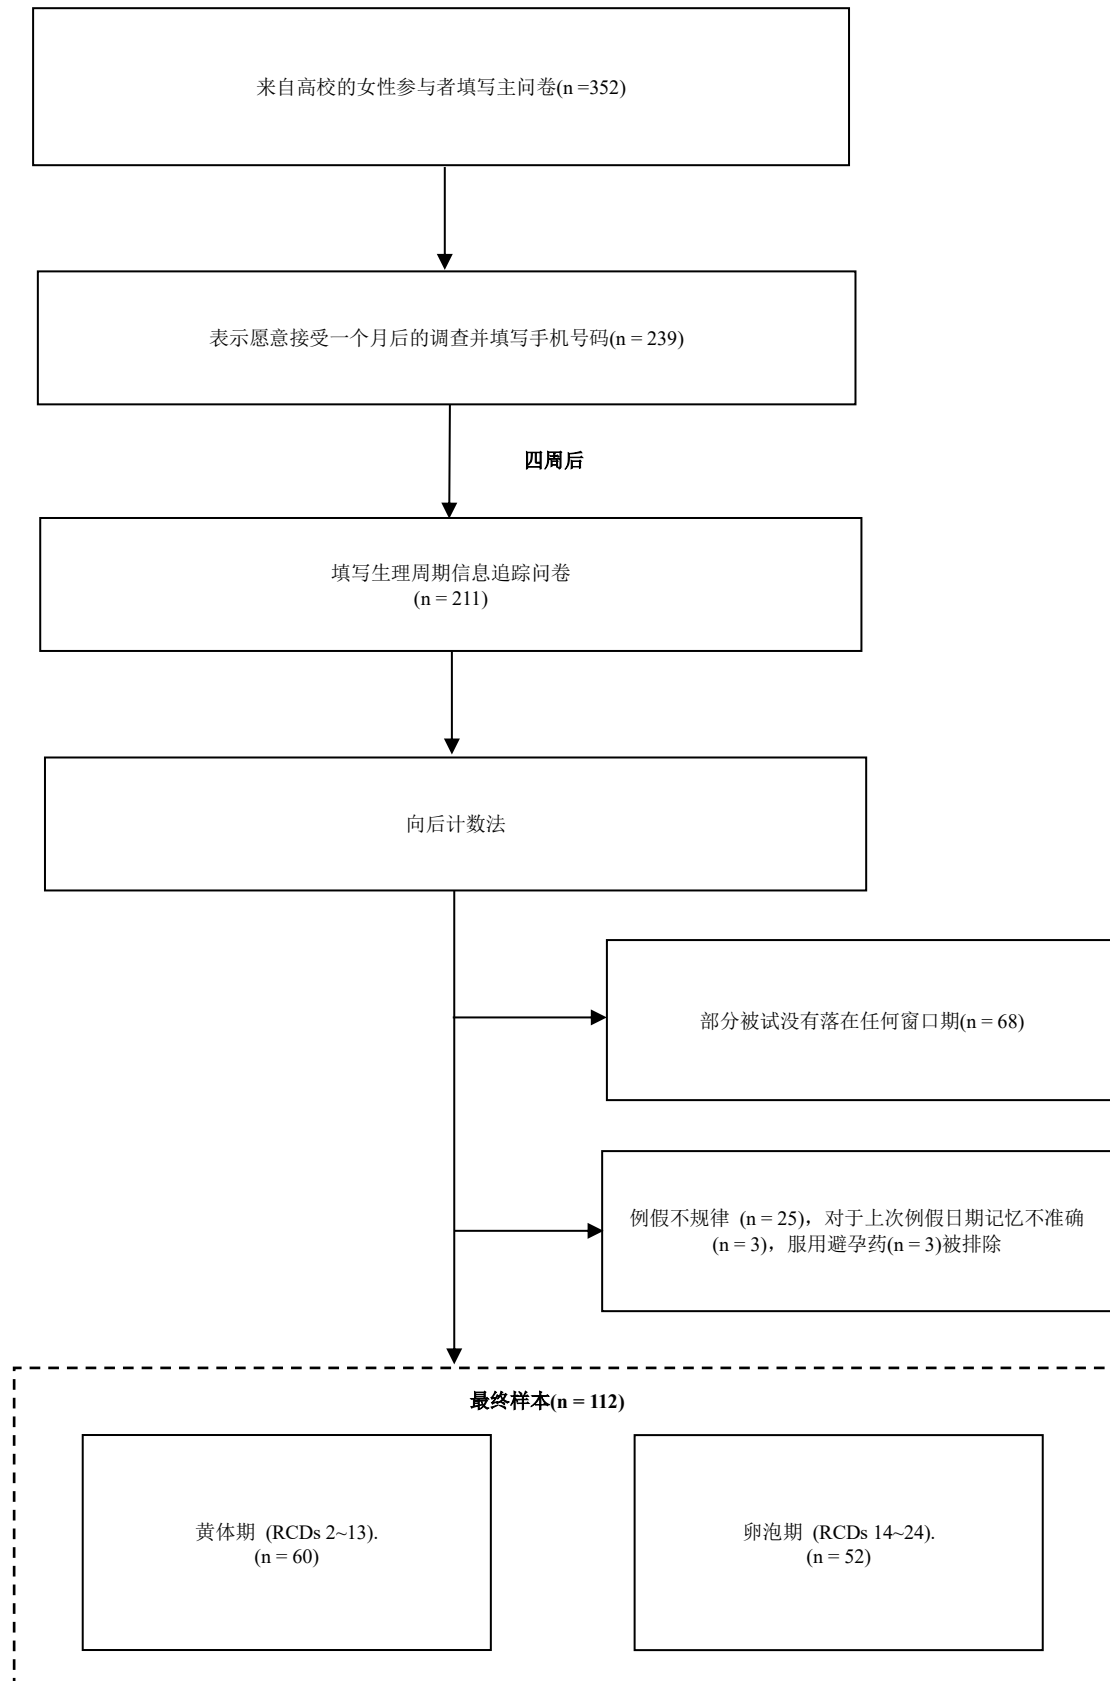 来自高校的女性参与者填写主问卷(n =352)
表示愿意接受一个月后的调查并填写手机号码(n = 239)
四周后
填写生理周期信息追踪问卷
(n = 211)
向后计数法
部分被试没有落在任何窗口期(n = 68)
例假不规律 (n = 25)，对于上次例假日期记忆不准确
(n = 3)，服用避孕药(n = 3)被排除
最终样本(n = 112)
黄体期 (RCDs 2~13).
(n = 60)
卵泡期 (RCDs 14~24).
(n = 52)